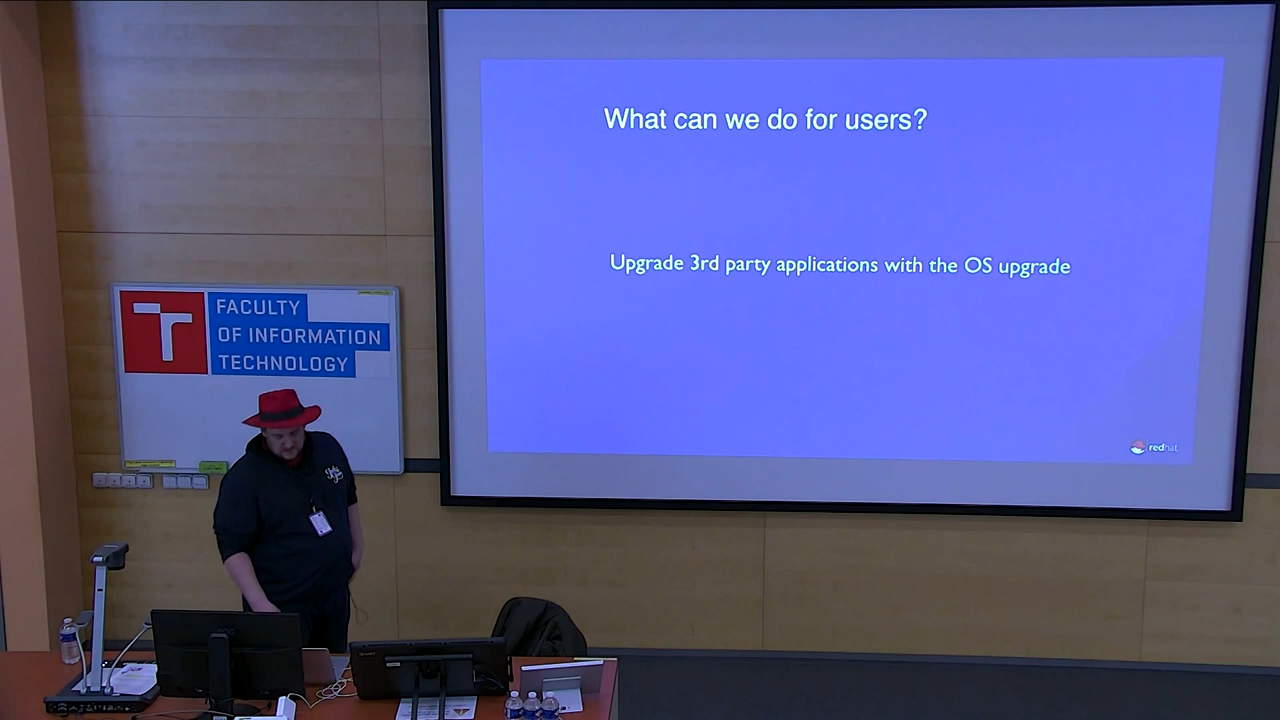 What can we do for users?
Upgrade 3rd party applications with the OS upgrade
redhat
FACULTY
OF INFORMATION
TECHNOLOGY